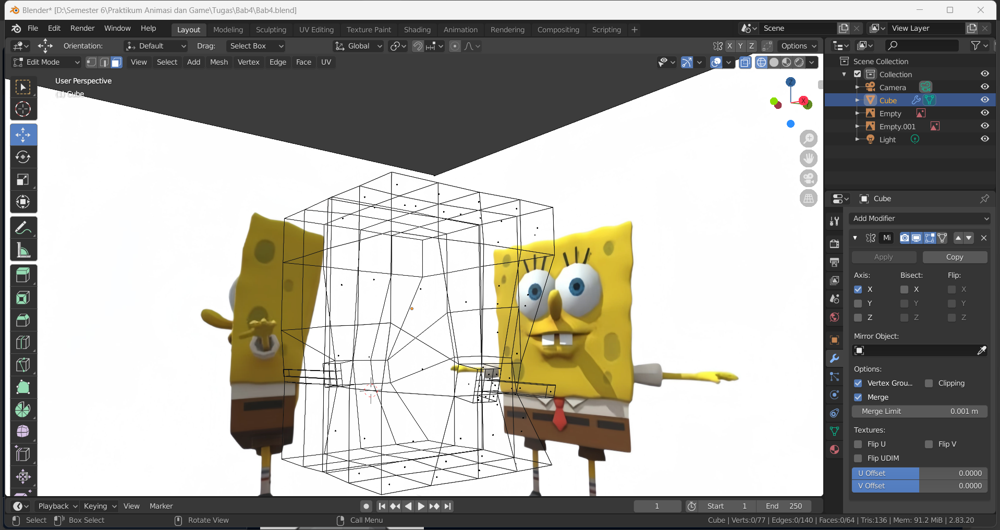 Blender* [D:\Semester 6\Praktikum Animasi dan Game\Tugas\Bab4\Bab4.blend]
File Edit Render Window Help Layout Modeling Sculpting UV Editing Texture Paint Shading Animation Rendering Compositing Scripting + Scene View Layer
Orientation: Default Drag: Select Box Global X Y Z Options
Edit Mode View Select Add Mesh Vertex Edge Face UV
User Perspective
(1) Cube
Z
X
Y
Scene Collection
Collection
Camera
Cube
Empty
Empty.001
Light
Cube
Add Modifier
Mi
Apply Copy
Axis: Bisect: Flip:
X X X
Y Y Y
Z Z Z
Mirror Object:
Options:
Vertex Grou... Clipping
Merge
Merge Limit 0.001 m
Textures:
Flip U Flip V
Flip UDIM
U Offset 0.0000
V Offset 0.0000
Playback Keying View Marker 1 Start 1 End 250
Select Box Select Rotate View Call Menu Cube | Verts:0/77 | Edges:0/140 | Faces:0/64 | Tris:136 | Mem: 91.2 MiB | 2.83.20